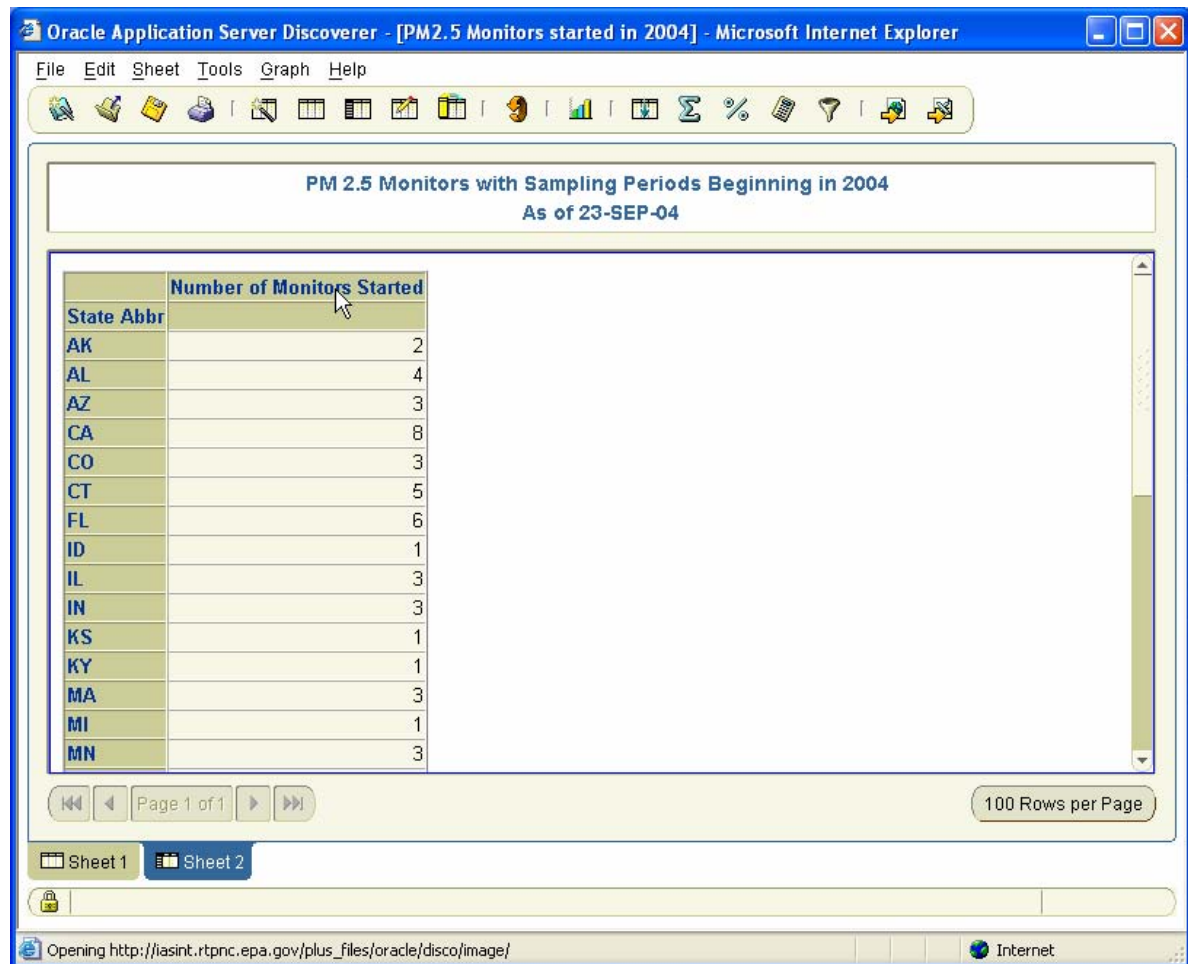 Oracle Application Server Discoverer - [PM2.5 Monitors started in 2004] - Microsoft Internet Explorer
File Edit Sheet Tools Graph Help
PM 2.5 Monitors with Sampling Periods Beginning in 2004
As of 23-SEP-04
Number of Monitors Started
State Abbr
AK 2
AL 4
AZ 3
CA 8
CO 3
CT 5
FL 6
ID 1
IL 3
IN 3
KS 1
KY 1
MA 3
MI 1
MN 3
Page 1 of 1
100 Rows per Page
Sheet 1 Sheet 2
Opening http://iasint.rtpnc.epa.gov/plus_files/oracle/disco/image/ Internet